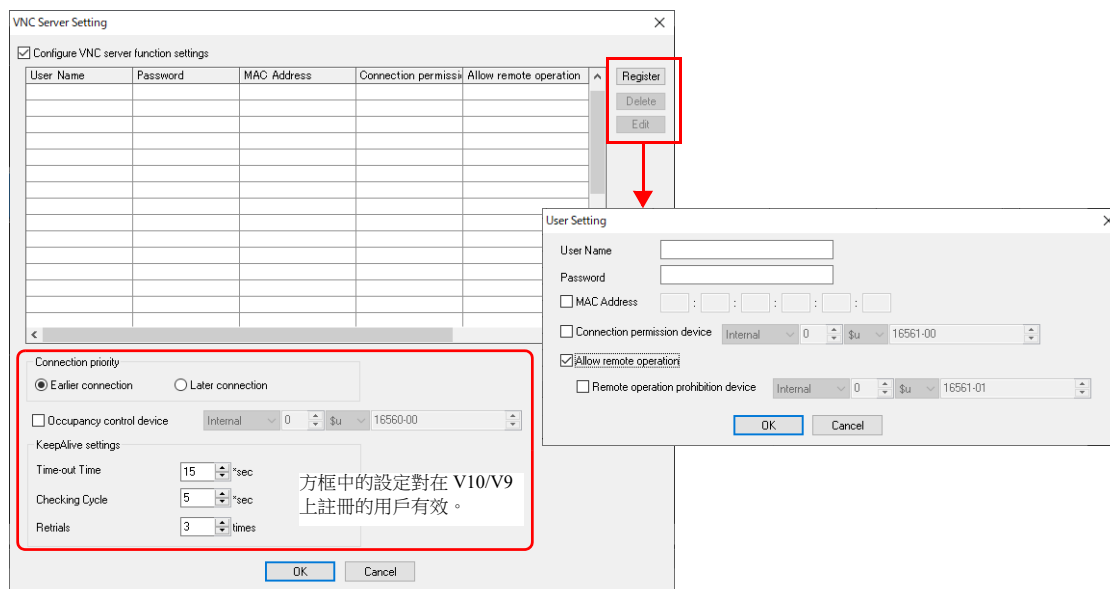 VNC Server Setting
Configure VNC server function settings
User Name Password MAC Address Connection permissi Allow remote operation
Register
Delete
Edit
User Setting
User Name
Password
MAC Address : : : : :
Connection permission device Internal 0 $u 16561-00
Allow remote operation
Remote operation prohibition device Internal 0 $u 16561-01
OK Cancel
Connection priority
Earlier connection Later connection
Occupancy control device Internal 0 $u 16560-00
KeepAlive settings
Time-out Time 15 *sec
Checking Cycle 5 *sec
Retrials 3 times
方框中的設定對在 V10/V9
上註冊的用戶有效。
OK Cancel